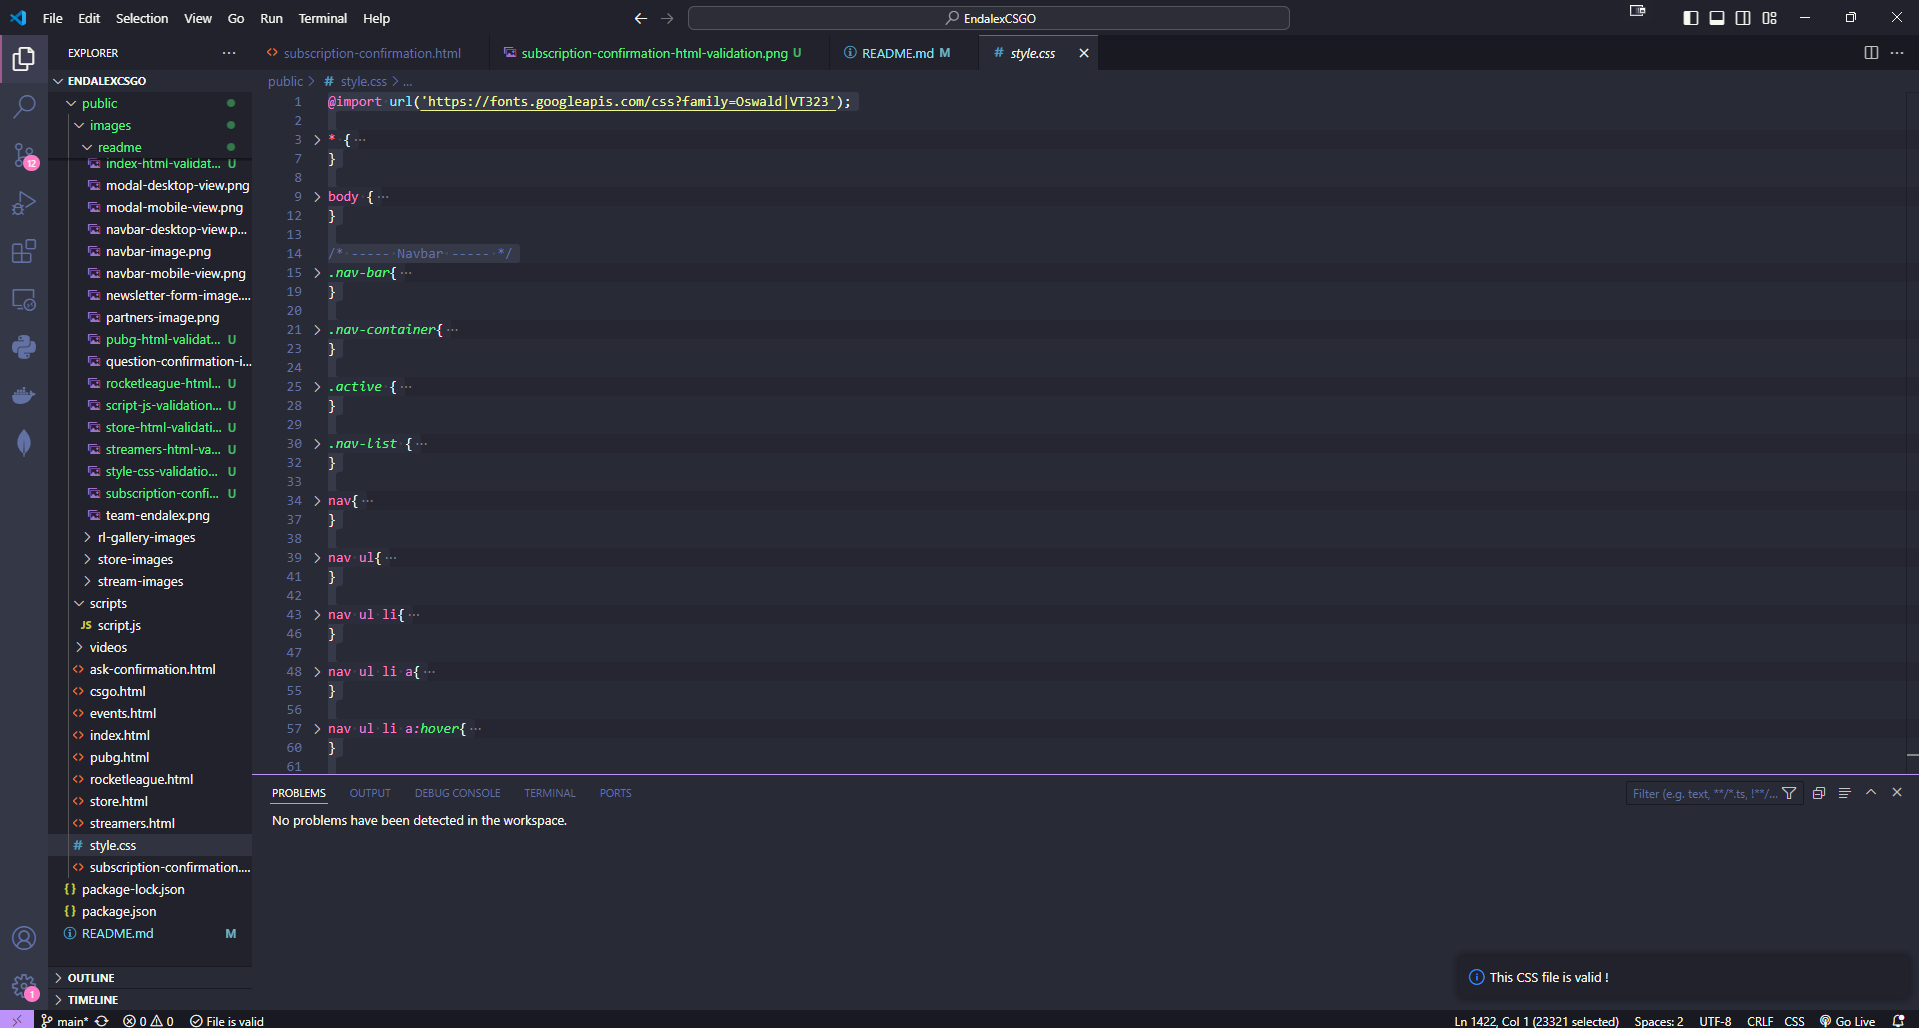 File Edit Selection View Go Run Terminal Help
EndalexCSGO
EXPLORER
subscription-confirmation.html
subscription-confirmation-html-validation.png U
README.md M
# style.css
ENDALEXCSGO
public
images
readme
index-html-validat... U
modal-desktop-view.png
modal-mobile-view.png
navbar-desktop-view.p...
navbar-image.png
navbar-mobile-view.png
newsletter-form-image....
partners-image.png
pubg-html-validat... U
question-confirmation-i...
rocketleague-html... U
script-js-validation... U
store-html-validati... U
streamers-html-va... U
style-css-validatio... U
subscription-confi... U
team-endalex.png
rl-gallery-images
store-images
stream-images
scripts
JS script.js
videos
<> ask-confirmation.html
<> csgo.html
<> events.html
<> index.html
<> pubg.html
<> rocketleague.html
<> store.html
<> streamers.html
# style.css
<> subscription-confirmation....
{} package-lock.json
{} package.json
README.md M
OUTLINE
TIMELINE
12
1
public > # style.css > ...
1 @import url('https://fonts.googleapis.com/css?family=Oswald|VT323');
2
3 * { ...
7 }
8
9 body { ...
12 }
13
14 /* ----- Navbar ----- */
15 .nav-bar{ ...
19 }
20
21 .nav-container{ ...
23 }
24
25 .active { ...
28 }
29
30 .nav-list { ...
32 }
33
34 nav{ ...
37 }
38
39 nav ul{ ...
41 }
42
43 nav ul li{ ...
46 }
47
48 nav ul li a{ ...
55 }
56
57 nav ul li a:hover{ ...
60 }
61
PROBLEMS OUTPUT DEBUG CONSOLE TERMINAL PORTS
Filter (e.g. text, **/*.ts, !**/...
No problems have been detected in the workspace.
This CSS file is valid !
main* 0 0 File is valid
Ln 1422, Col 1 (23321 selected) Spaces: 2 UTF-8 CRLF CSS Go Live